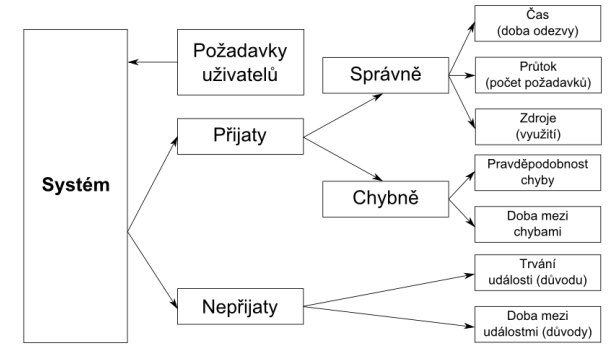 Systém
Požadavky
uživatelů
Přijaty
Nepřijaty
Správně
Chybně
Čas
(doba odezvy)
Průtok
(počet požadavků)
Zdroje
(využití)
Pravděpodobnost
chyby
Doba mezi
chybami
Trvání
události (důvodu)
Doba mezi
událostmi (důvody)